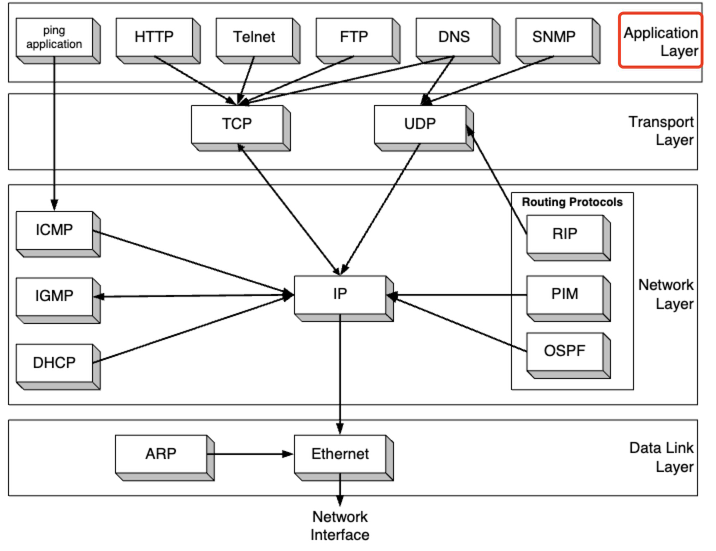 ping
application
HTTP
Telnet
FTP
DNS
SNMP
Application
Layer
TCP
UDP
Transport
Layer
Routing Protocols
ICMP
RIP
IGMP
IP
PIM
Network
Layer
DHCP
OSPF
ARP
Ethernet
Data Link
Layer
Network
Interface